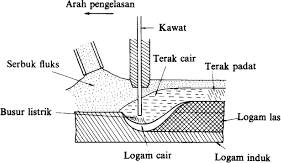 Arah pengelasan
Kawat
Serbuk fluks
Terak cair
Terak padat
Busur listrik
Logam las
Logam cair
Logam induk